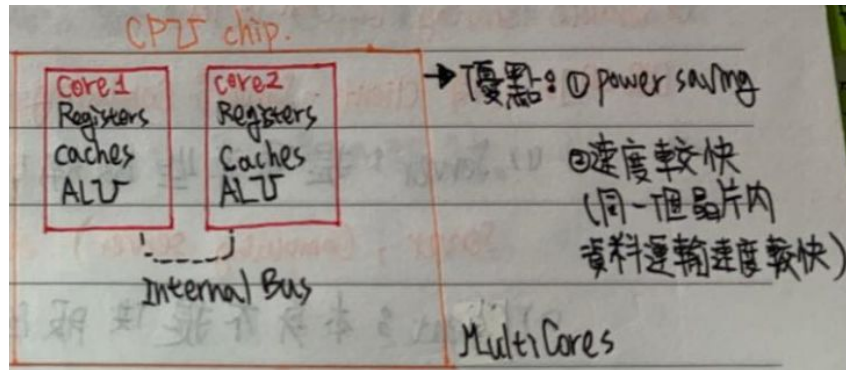 CPU chip.
core1
Registers
caches
ALU
core2
Registers
Caches
ALU
Internal Bus
→優點:① power saving
②速度較快
(同一個晶片內
資料運輸速度較快)
MultiCores